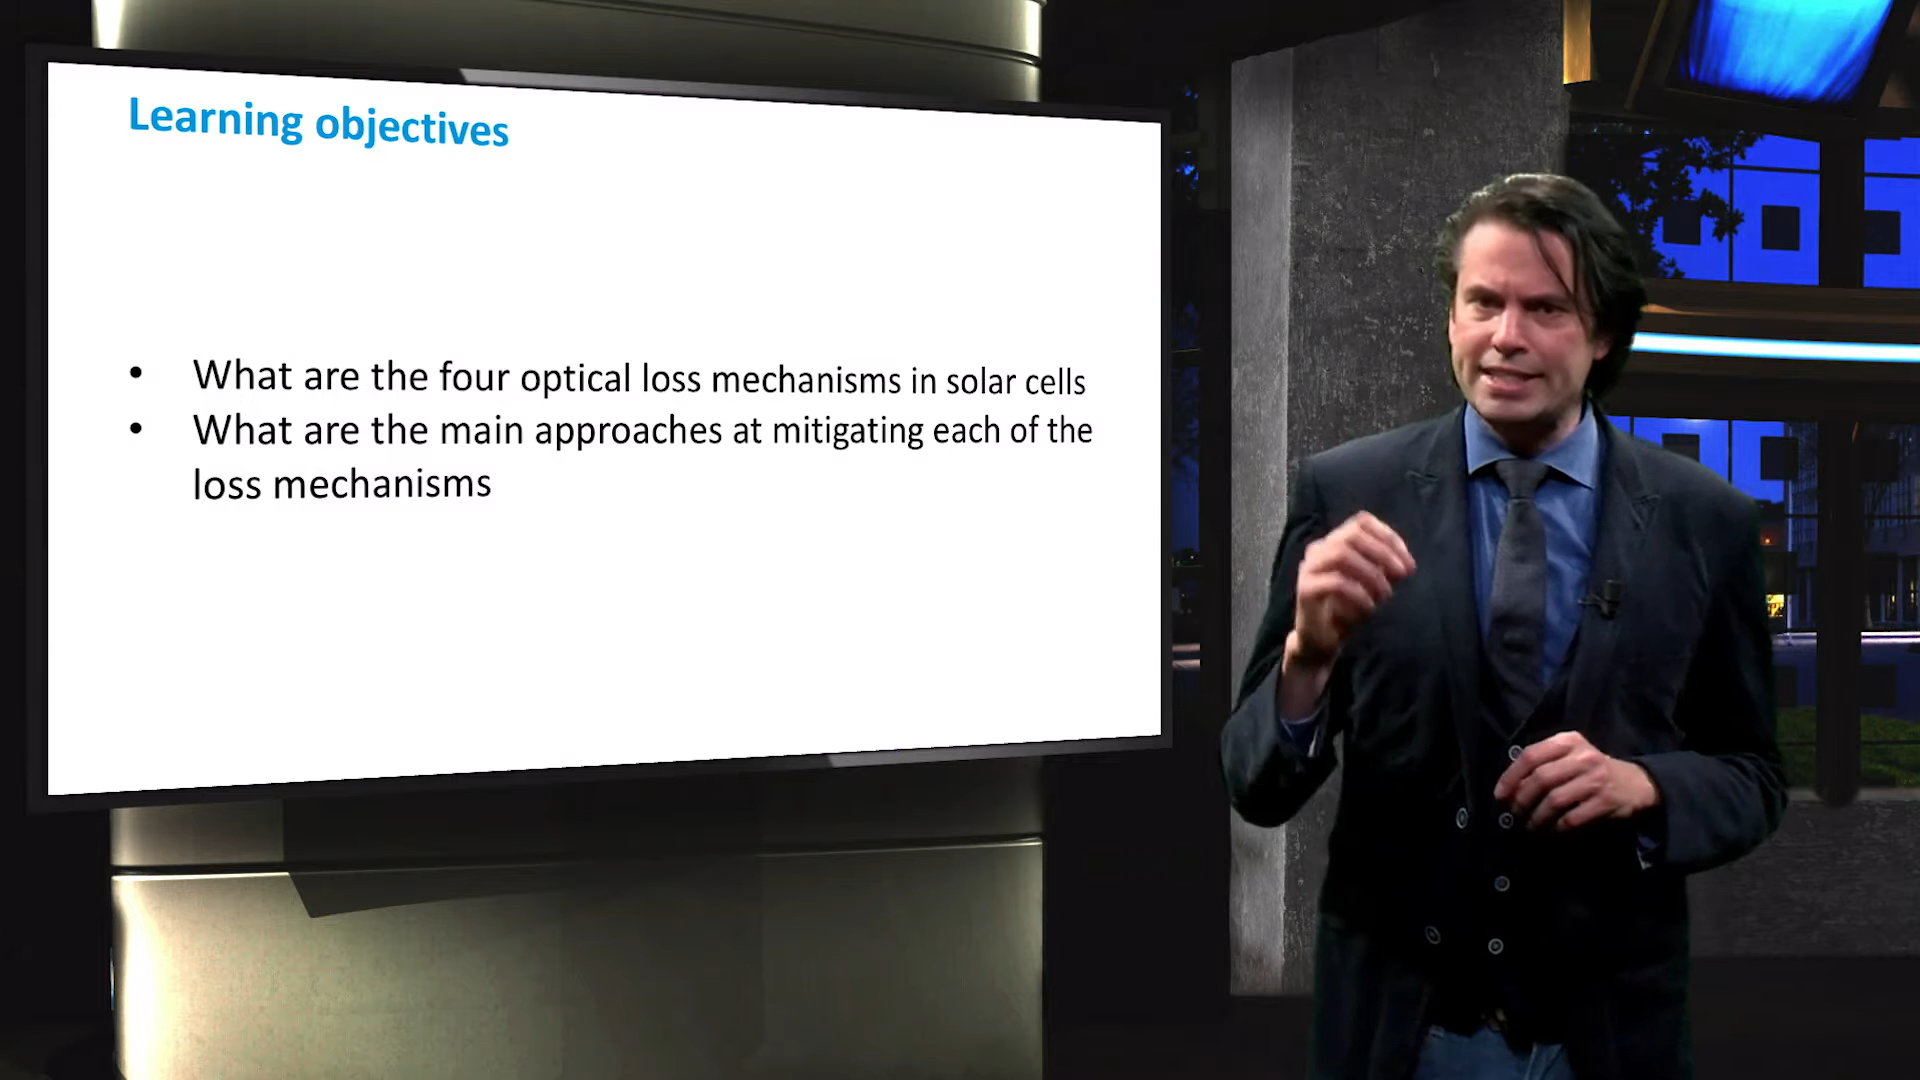 Learning objectives
• What are the four optical loss mechanisms in solar cells
• What are the main approaches at mitigating each of the
loss mechanisms